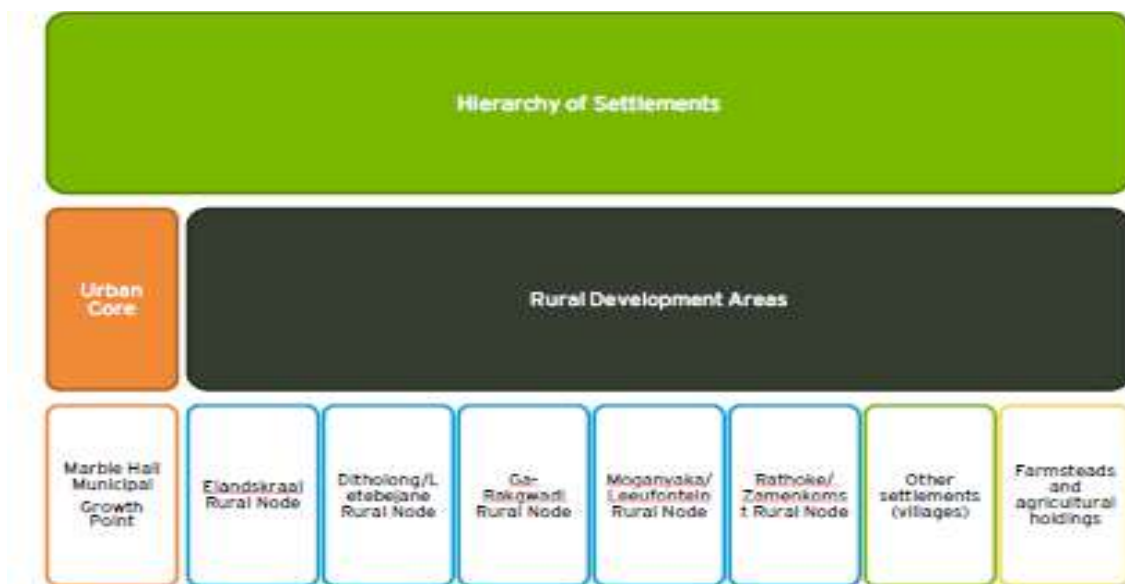 Hierarchy of Settlements
Urban
Core
Rural Development Areas
Marble Hall
Municipal
Growth
Point
Elandskraal
Rural Node
Ditholong/L
etebejane
Rural Node
Ga-
Rakgwadi
Rural Node
Moganyaka/
Leeufontein
Rural Node
Rathoke/
Zamenkoms
t Rural Node
Other
settlements
(villages)
Farmsteads
and
agricultural
holdings